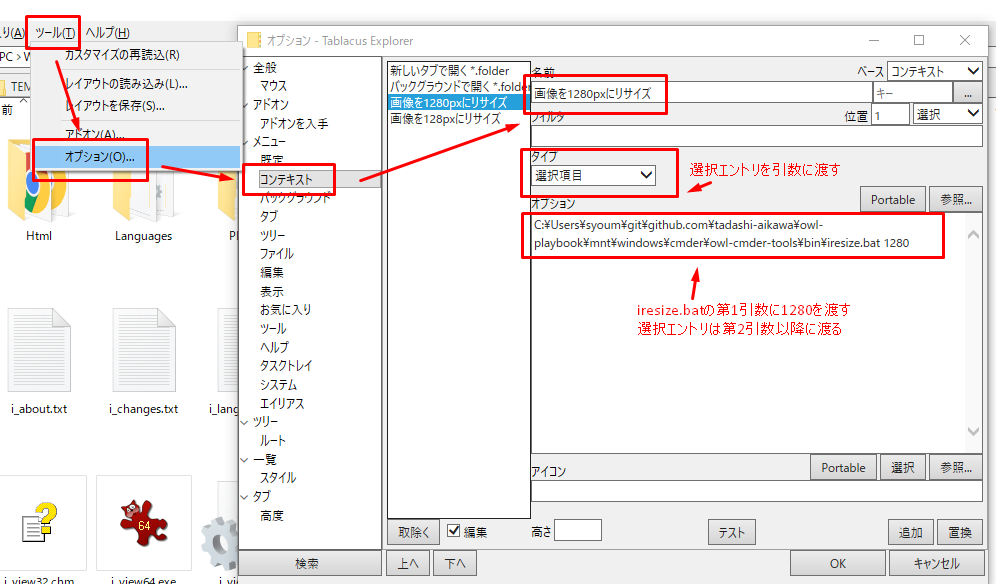 入り(A)
ツール(T)
ヘルプ(H)
カスタマイズの再読込(R)
レイアウトの読み込み(L)...
レイアウトを保存(S)...
アドオン(A)...
オプション(O)...
PC
TEM
前
Html
Languages
i_about.txt
i_changes.txt
i_lang
i_view32.chm
i_view64.exe
64
オプション - Tablacus Explorer
全般
マウス
アドオン
アドオンを入手
メニュー
既定
コンテキスト
バックグラウンド
タブ
ツリー
ファイル
編集
表示
お気に入り
ツール
ヘルプ
タスクトレイ
システム
エイリアス
ツリー
ルート
一覧
スタイル
タブ
高度
検索
新しいタブで開く *.folder
バックグラウンドで開く *.folder
画像を1280pxにリサイズ
画像を128pxにリサイズ
名前
ベース
コンテキスト
画像を1280pxにリサイズ
キー
...
フィルタ
位置
1
選択
タイプ
選択項目
選択エントリを引数に渡す
オプション
Portable
参照...
C:¥Users¥syoum¥git¥github.com¥tadashi-aikawa¥owl-
playbook¥mnt¥windows¥cmder¥owl-cmder-tools¥bin¥iresize.bat 1280
iresize.batの第1引数に1280を渡す
選択エントリは第2引数以降に渡る
アイコン
Portable
選択
参照...
取除く
編集
高さ
テスト
追加
置換
上へ
下へ
OK
キャンセル